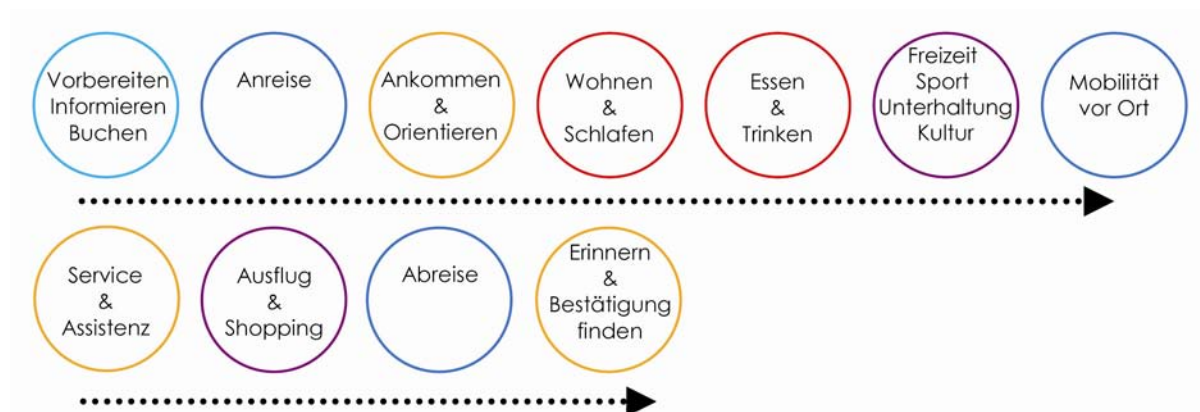 Vorbereiten
Informieren
Buchen
Anreise
Ankommen
&
Orientieren
Wohnen
&
Schlafen
Essen
&
Trinken
Freizeit
Sport
Unterhaltung
Kultur
Mobilität
vor Ort
Service
&
Assistenz
Ausflug
&
Shopping
Abreise
Erinnern
&
Bestätigung
finden